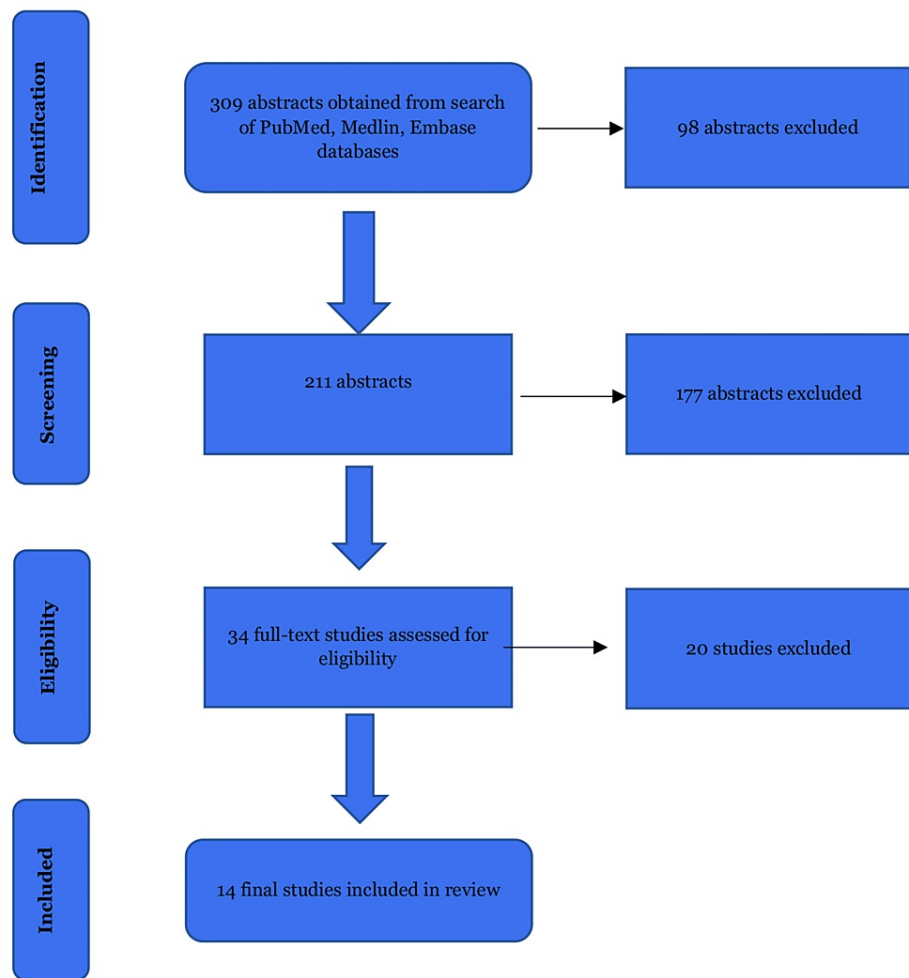 Identification
309 abstracts obtained from search
of PubMed, Medlin, Embase
databases
98 abstracts excluded
Screening
211 abstracts
177 abstracts excluded
Eligibility
34 full-text studies assessed for
eligibility
20 studies excluded
Included
14 final studies included in review